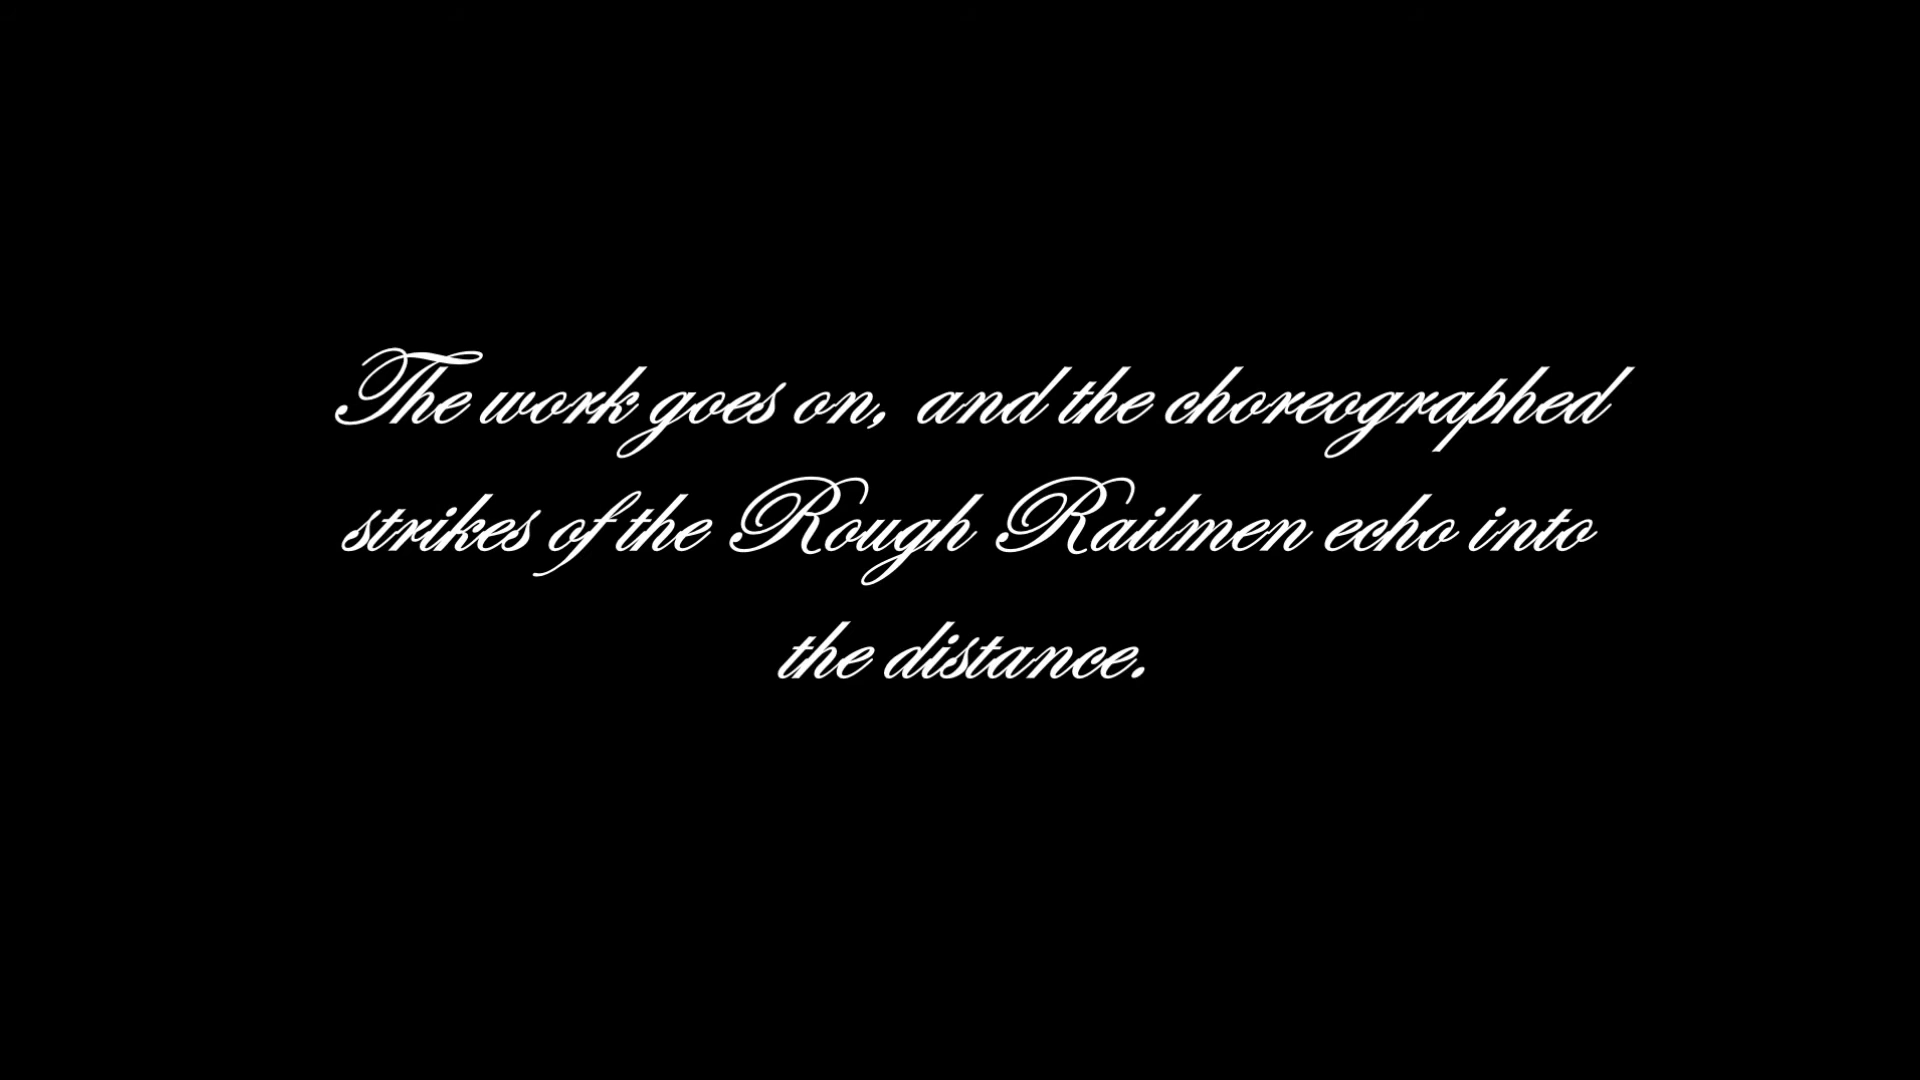 The work goes on, and the choreographed
strikes of the Rough Railmen echo into
the distance.